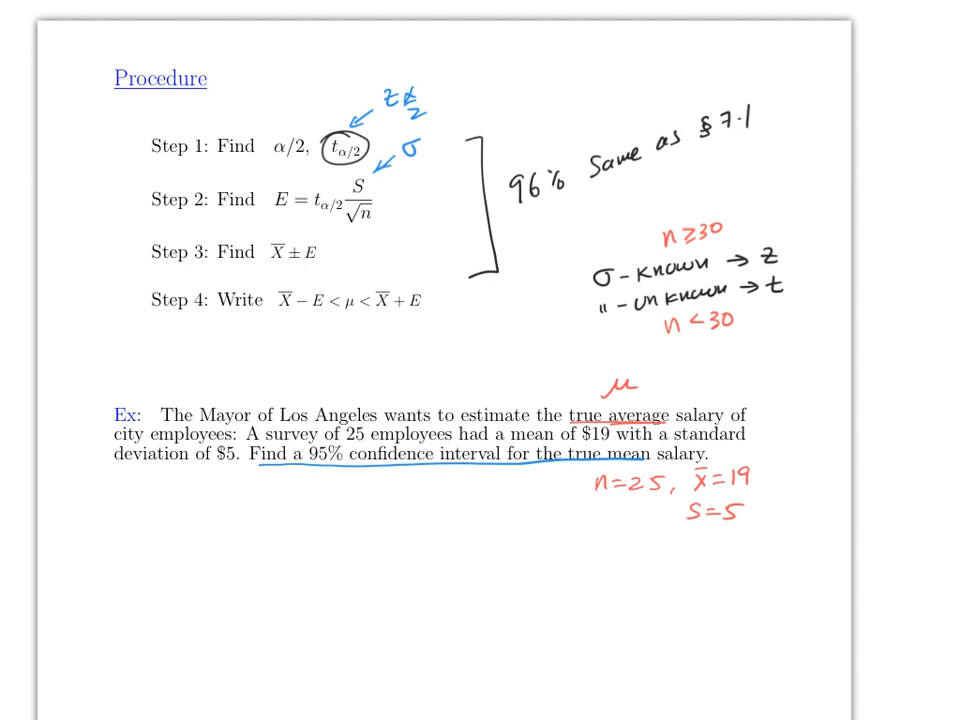 Procedure
z α/2
Step 1: Find α/2, t_{α/2}
σ
Step 2: Find E = t_{α/2} S/√n
Step 3: Find X̅ ± E
Step 4: Write X̅ − E < μ < X̅ + E
96% Same as § 7.1
n ≥ 30
σ - known → z
" - unknown → t
n < 30
μ
Ex: The Mayor of Los Angeles wants to estimate the true average salary of
city employees: A survey of 25 employees had a mean of $19 with a standard
deviation of $5. Find a 95% confidence interval for the true mean salary.
n=25, x̅=19
S=5